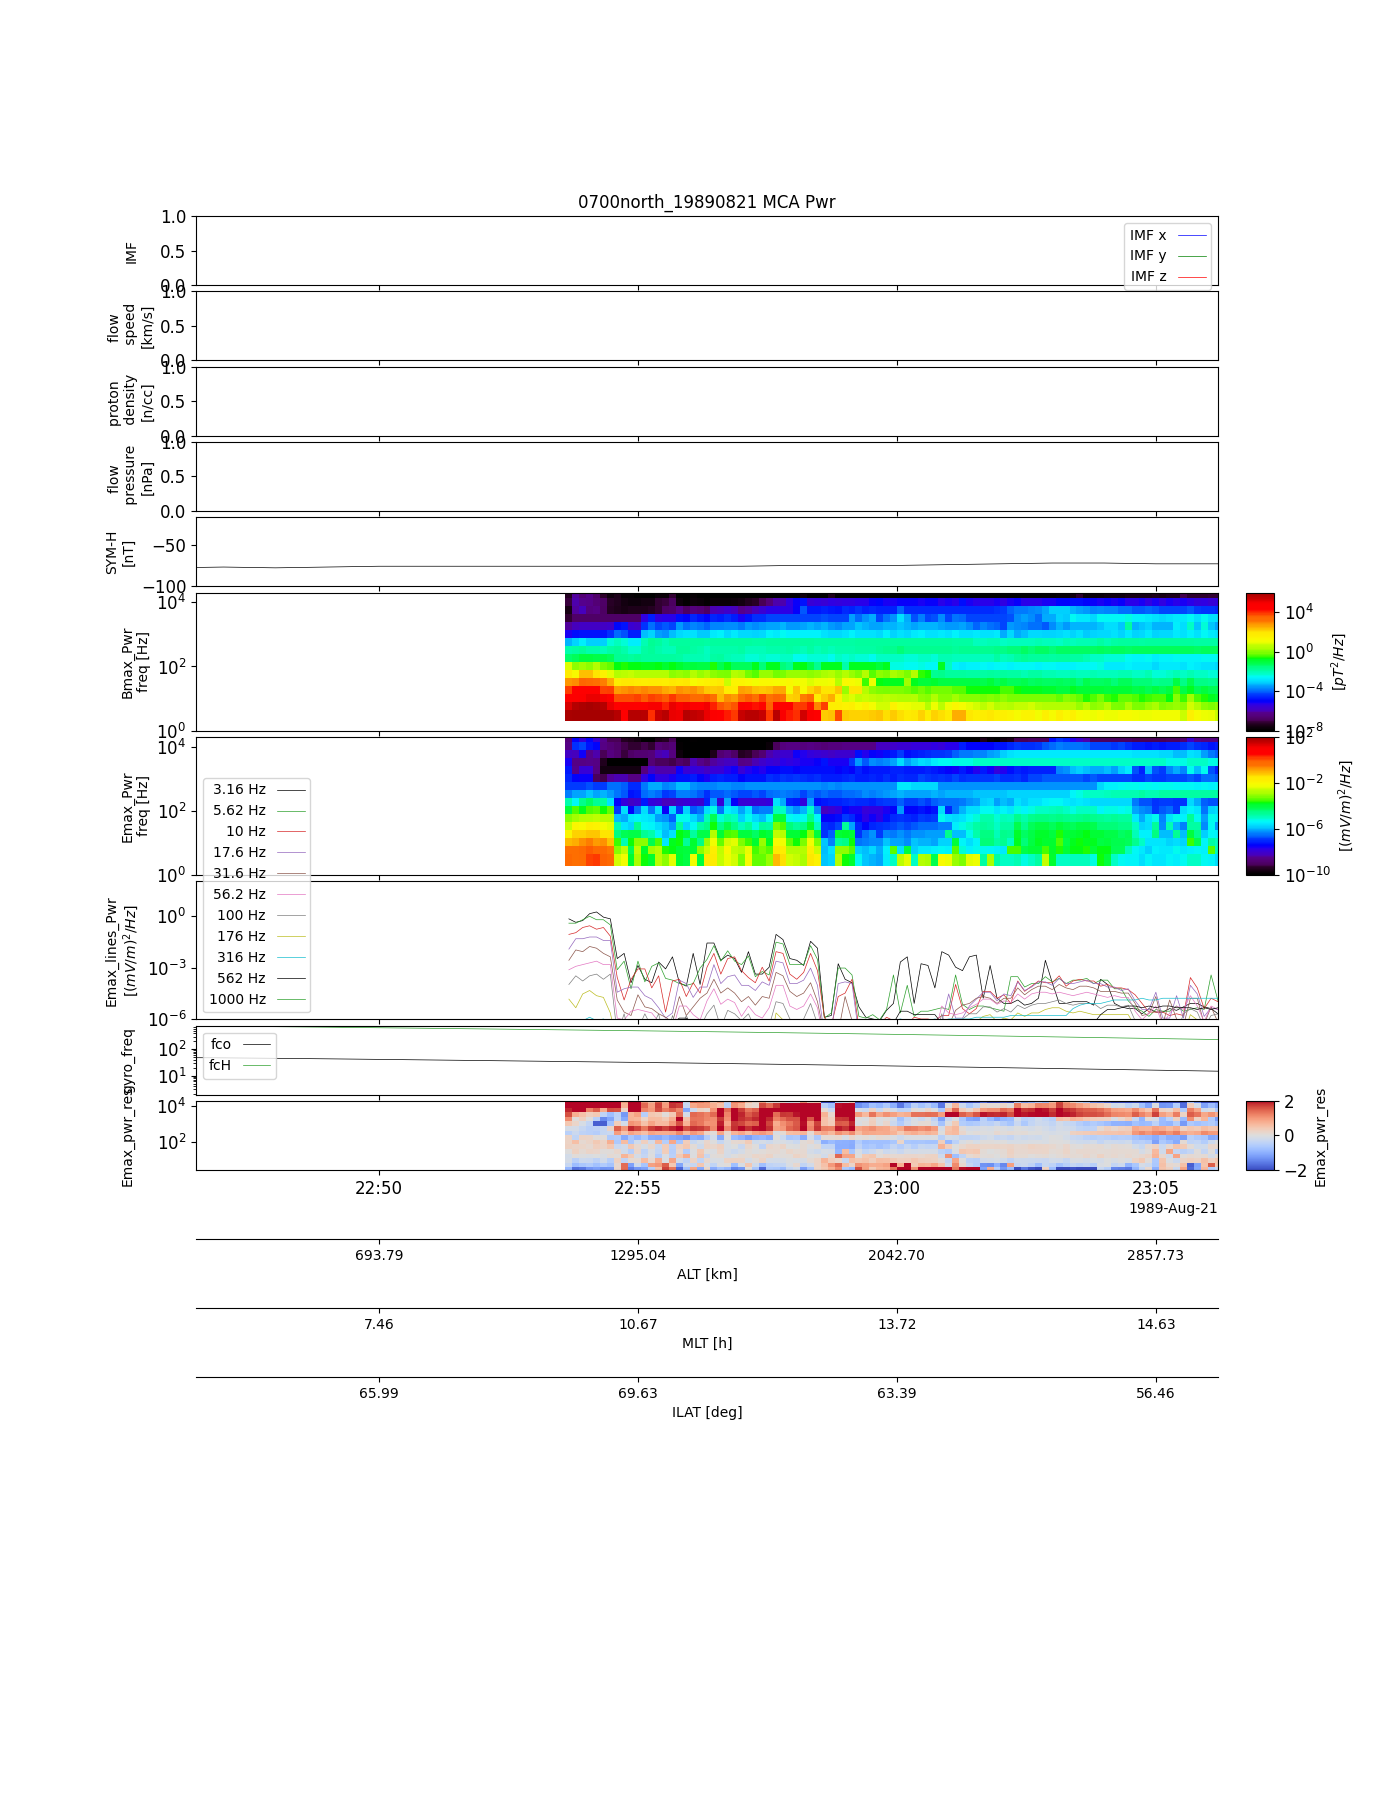 0700north_19890821 MCA Pwr
1.0
0.5
0.0
IMF
IMF x
IMF y
IMF z
1.0
0.5
0.0
flow
speed
[km/s]
1.0
0.5
0.0
proton
density
[n/cc]
1.0
0.5
0.0
flow
pressure
[nPa]
−50
−100
SYM-H
[nT]
10^4
10^2
10^0
Bmax_Pwr
freq [Hz]
10^4
10^0
10^−4
10^−8
[pT^2/Hz]
10^4
10^2
10^0
Emax_Pwr
freq [Hz]
10^2
10^−2
10^−6
10^−10
[(mV/m)^2/Hz]
3.16 Hz
5.62 Hz
10 Hz
17.6 Hz
31.6 Hz
56.2 Hz
100 Hz
176 Hz
316 Hz
562 Hz
1000 Hz
10^0
10^−3
10^−6
Emax_lines_Pwr
[(mV/m)^2/Hz]
10^2
10^1
gyro_freq
fco
fcH
10^4
10^2
Emax_pwr_res
2
0
−2
Emax_pwr_res
22:50 22:55 23:00 23:05
1989-Aug-21
693.79 1295.04 2042.70 2857.73
ALT [km]
7.46 10.67 13.72 14.63
MLT [h]
65.99 69.63 63.39 56.46
ILAT [deg]